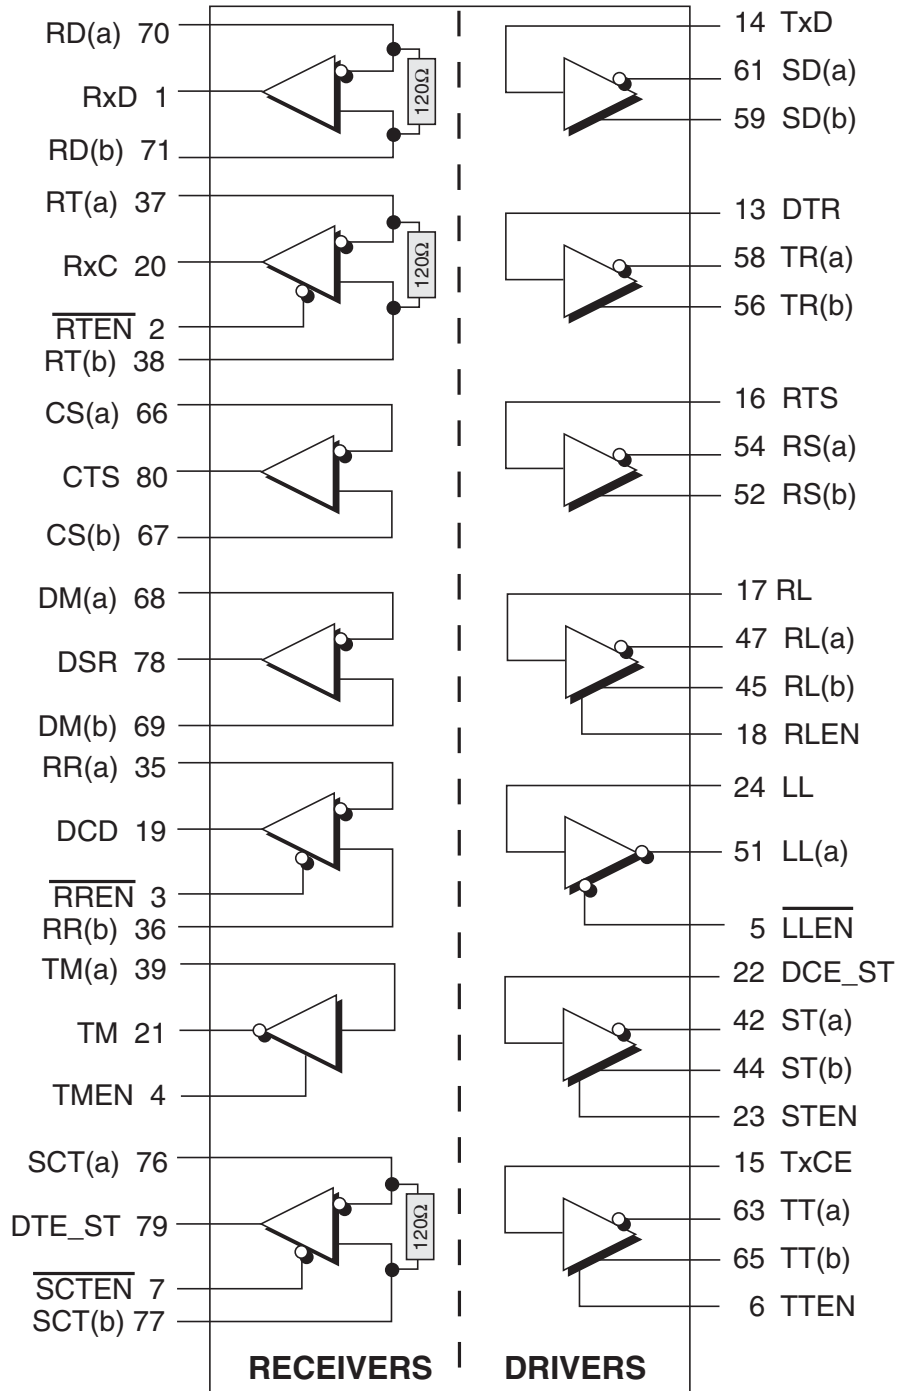 RD(a) 70
RxD 1
RD(b) 71
120Ω
RT(a) 37
RxC 20
RTEN 2
RT(b) 38
120Ω
CS(a) 66
CTS 80
CS(b) 67
DM(a) 68
DSR 78
DM(b) 69
RR(a) 35
DCD 19
RREN 3
RR(b) 36
TM(a) 39
TM 21
TMEN 4
SCT(a) 76
DTE_ST 79
SCTEN 7
SCT(b) 77
120Ω
RECEIVERS
14 TxD
61 SD(a)
59 SD(b)
13 DTR
58 TR(a)
56 TR(b)
16 RTS
54 RS(a)
52 RS(b)
17 RL
47 RL(a)
45 RL(b)
18 RLEN
24 LL
51 LL(a)
5 LLEN
22 DCE_ST
42 ST(a)
44 ST(b)
23 STEN
15 TxCE
63 TT(a)
65 TT(b)
6 TTEN
DRIVERS